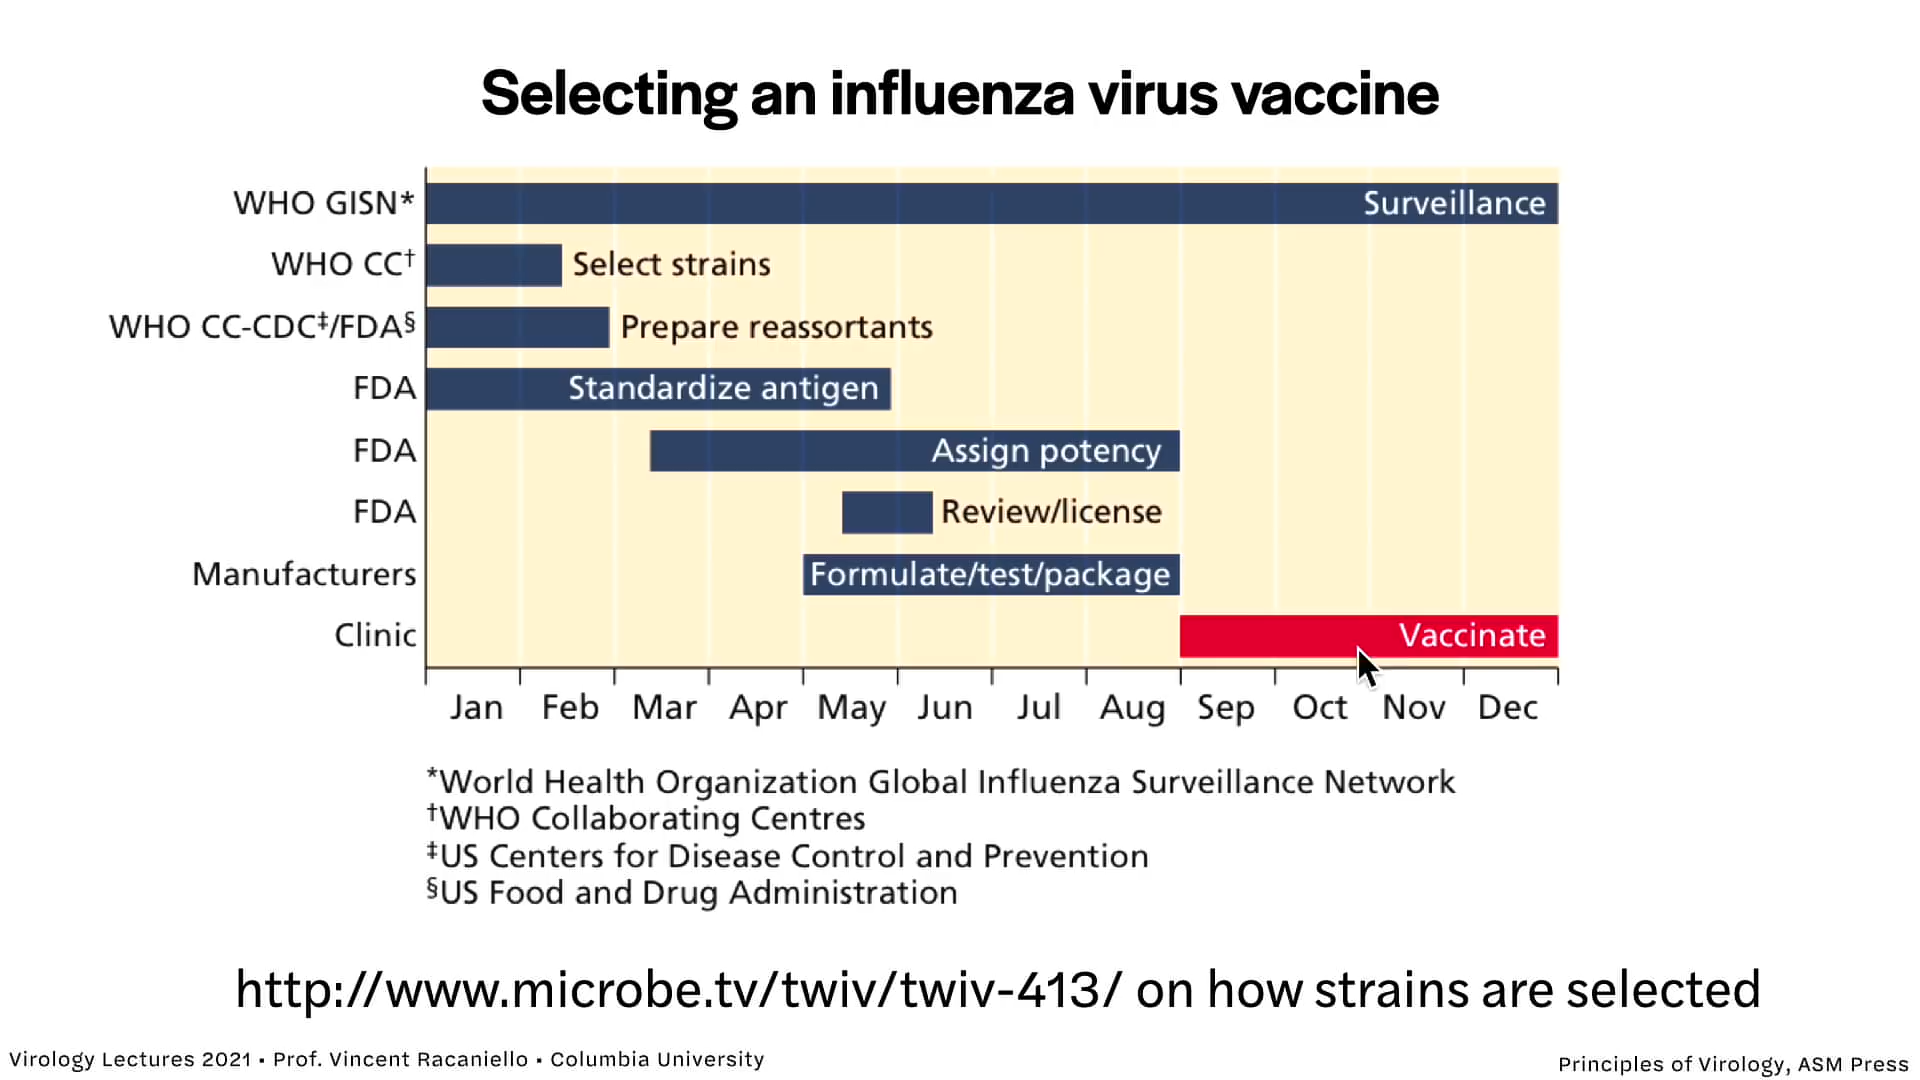 Selecting an influenza virus vaccine
WHO GISN* Surveillance
WHO CC† Select strains
WHO CC-CDC‡/FDA§ Prepare reassortants
FDA Standardize antigen
FDA Assign potency
FDA Review/license
Manufacturers Formulate/test/package
Clinic Vaccinate
Jan Feb Mar Apr May Jun Jul Aug Sep Oct Nov Dec
*World Health Organization Global Influenza Surveillance Network
†WHO Collaborating Centres
‡US Centers for Disease Control and Prevention
§US Food and Drug Administration
http://www.microbe.tv/twiv/twiv-413/ on how strains are selected
Virology Lectures 2021 • Prof. Vincent Racaniello • Columbia University
Principles of Virology, ASM Press